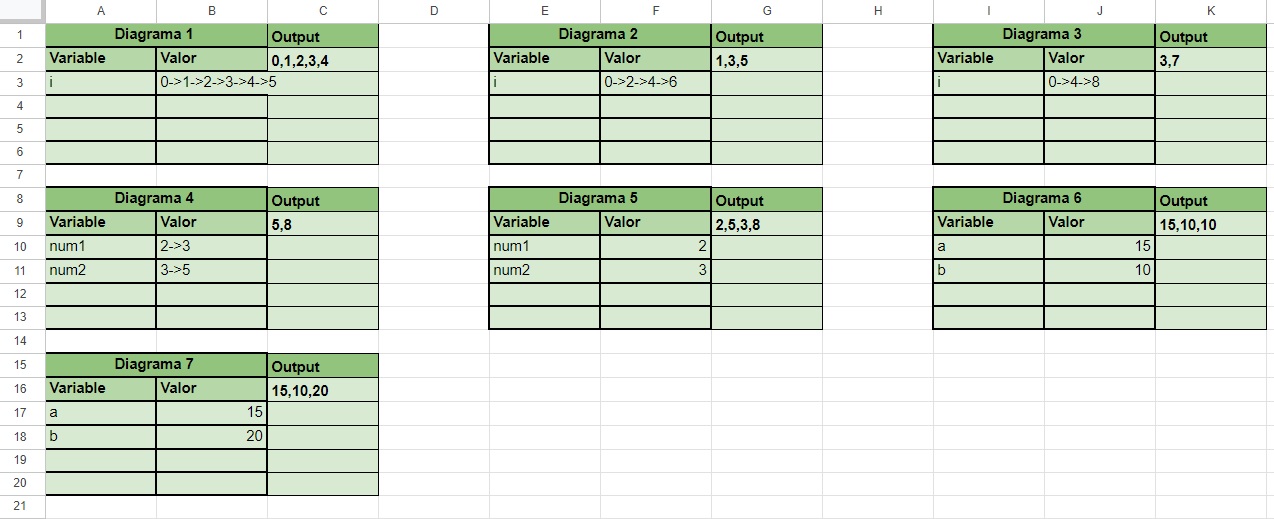 A B C D E F G H I J K
1 Diagrama 1 Output Diagrama 2 Output Diagrama 3 Output
2 Variable Valor 0,1,2,3,4 Variable Valor 1,3,5 Variable Valor 3,7
3 i 0->1->2->3->4->5 i 0->2->4->6 i 0->4->8
4
5
6
7
8 Diagrama 4 Output Diagrama 5 Output Diagrama 6 Output
9 Variable Valor 5,8 Variable Valor 2,5,3,8 Variable Valor 15,10,10
10 num1 2->3 num1 2 a 15
11 num2 3->5 num2 3 b 10
12
13
14
15 Diagrama 7 Output
16 Variable Valor 15,10,20
17 a 15
18 b 20
19
20
21